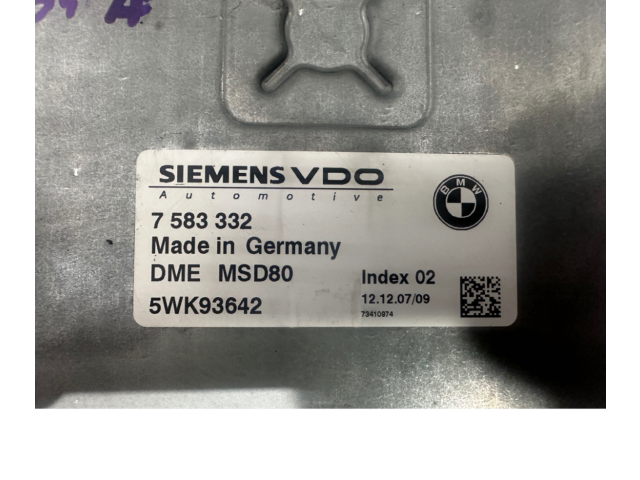 SIEMENS VDO
Automotive
BMW
7 583 332
Made in Germany
DME MSD80
Index 02
5WK93642
12.12.07/09
73410974